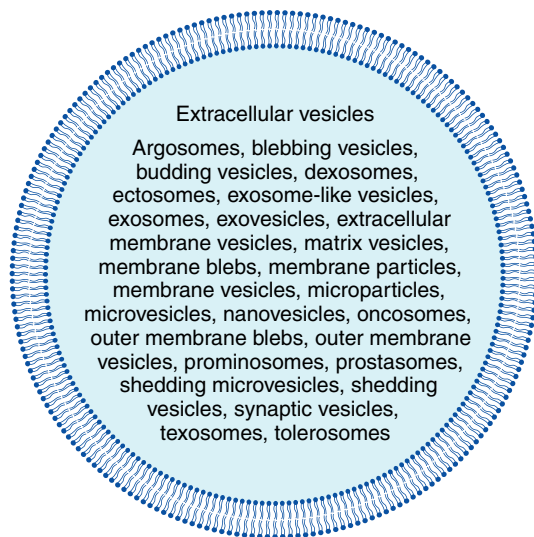 Extracellular vesicles
Argosomes, blebbing vesicles,
budding vesicles, dexosomes,
ectosomes, exosome-like vesicles,
exosomes, exovesicles, extracellular
membrane vesicles, matrix vesicles,
membrane blebs, membrane particles,
membrane vesicles, microparticles,
microvesicles, nanovesicles, oncosomes,
outer membrane blebs, outer membrane
vesicles, prominosomes, prostasomes,
shedding microvesicles, shedding
vesicles, synaptic vesicles,
texosomes, tolerosomes